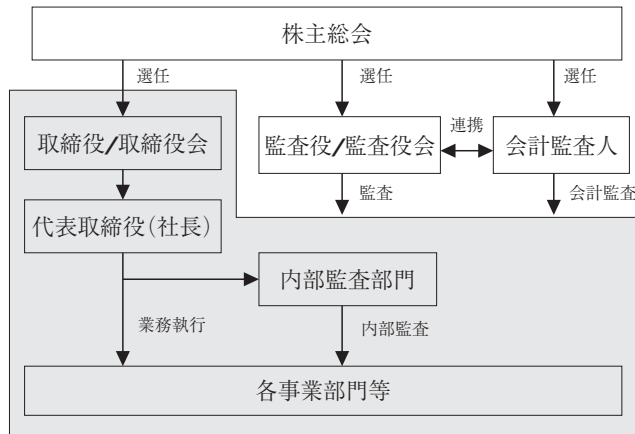 株主総会
選任
選任
選任
取締役/取締役会
監査役/監査役会
連携
会計監査人
監査
会計監査
代表取締役(社長)
内部監査部門
業務執行
内部監査
各事業部門等